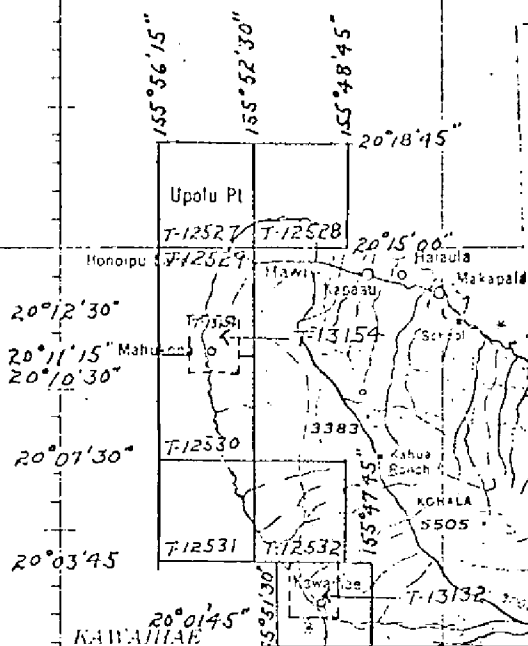 155°56'15"
155°52'30"
155°48'45"
20°18'45"
Upolu Pt
T-12527
T-12528
20°15'00"
Honoipu
T-12529
Hawi
Kapaau
Halaula
Makapala
20°12'30"
T-13154
School
20°11'15"
Mahukona
20°10'30"
3383
Kahua
Ranch
20°07'30"
T-12530
155°47'45"
KOHALA
5505
20°03'45
T-12531
T-12532
Kawaihae
T-13132
155°51'30"
20°01'45"
KAWAIHAE